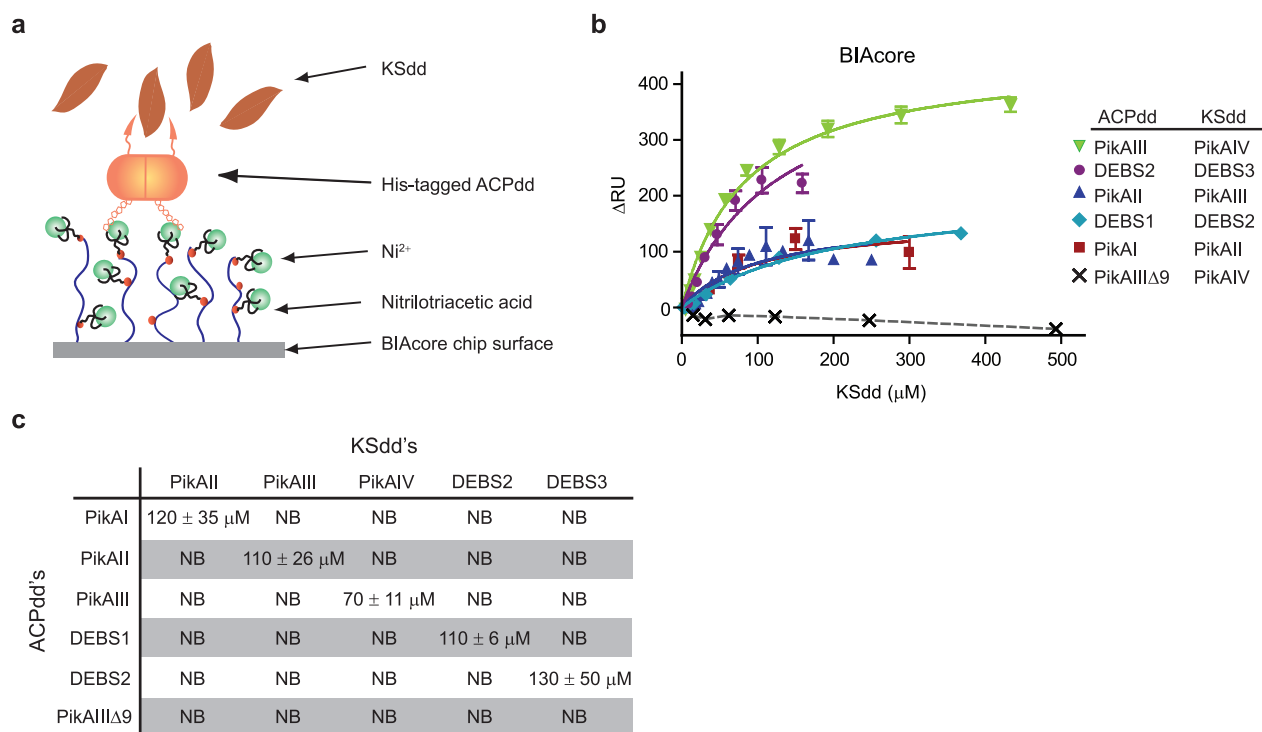 a
KSdd
His-tagged ACPdd
Ni2+
Nitrilotriacetic acid
BIAcore chip surface
b
BIAcore
400
300
200
100
0
ΔRU
0 100 200 300 400 500
KSdd (μM)
ACPdd KSdd
PikAIII PikAIV
DEBS2 DEBS3
PikAII PikAIII
DEBS1 DEBS2
PikAI PikAII
PikAIIIΔ9 PikAIV
c
KSdd's
PikAII PikAIII PikAIV DEBS2 DEBS3
ACPdd's
PikAI 120 ± 35 μM NB NB NB NB
PikAII NB 110 ± 26 μM NB NB NB
PikAIII NB NB 70 ± 11 μM NB NB
DEBS1 NB NB NB 110 ± 6 μM NB
DEBS2 NB NB NB NB 130 ± 50 μM
PikAIIIΔ9 NB NB NB NB NB